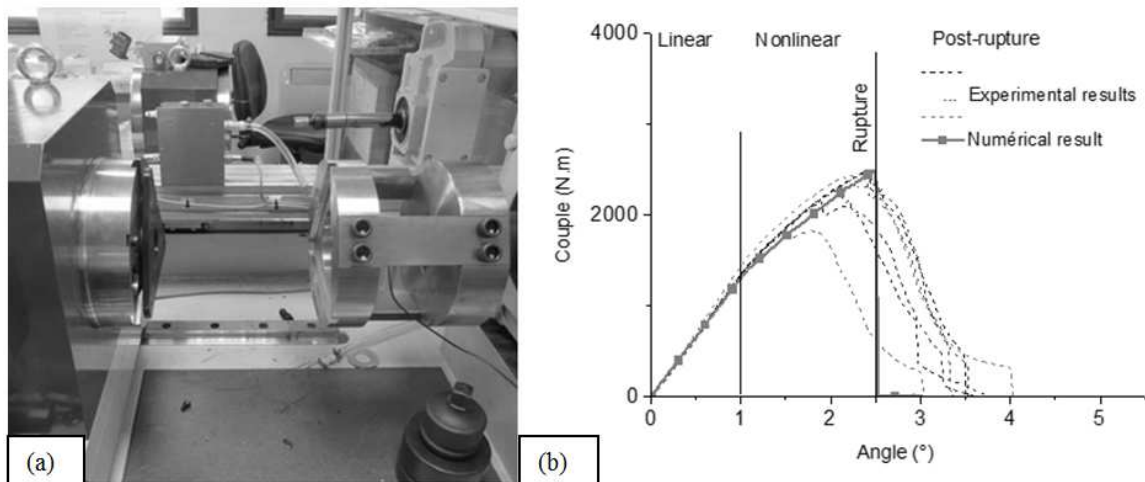 (a)
4000
2000
0
Couple (N.m)
Linear
Nonlinear
Post-rupture
Rupture
Experimental results
Numérical result
0
1
2
3
4
5
Angle (°)
(b)